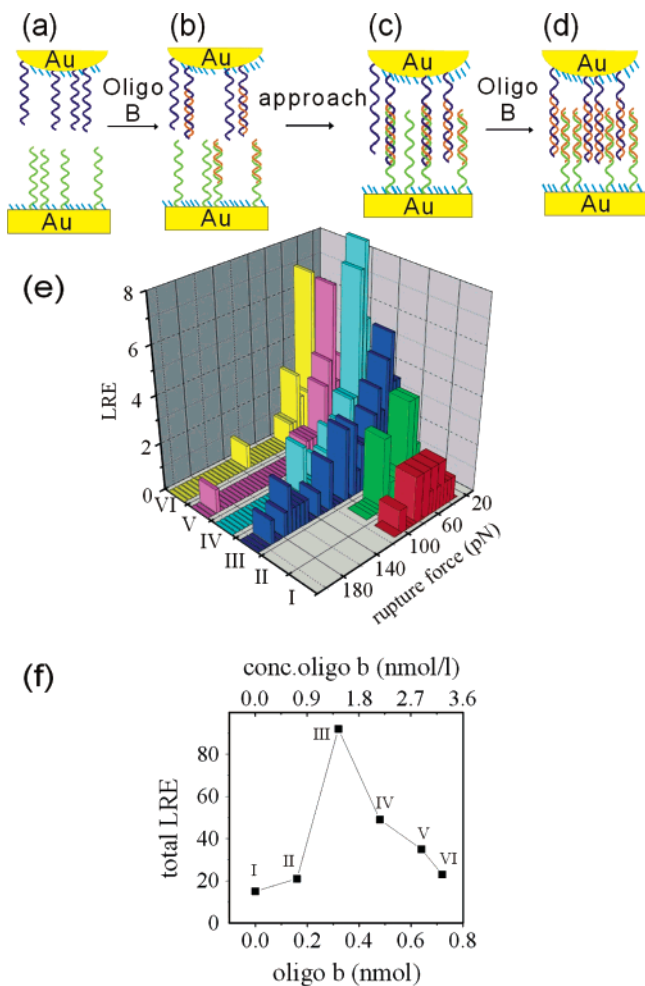 (a) (b) (c) (d)
Au Oligo B Au approach Au Oligo B Au
Au Au Au Au
(e)
8
6
4
2
0
LRE
VI
V
IV
III
II
I
180
140
100
60
20
rupture force (pN)
(f)
conc.oligo b (nmol/l)
0.0 0.9 1.8 2.7 3.6
80
60
40
20
0
total LRE
I
II
III
IV
V
VI
0.0 0.2 0.4 0.6 0.8
oligo b (nmol)